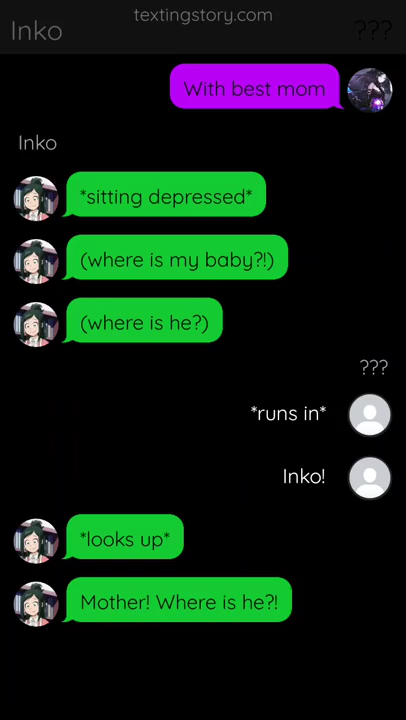 textingstory.com
Inko
???
With best mom
Inko
*sitting depressed*
(where is my baby?!)
(where is he?)
???
*runs in*
Inko!
*looks up*
Mother! Where is he?!